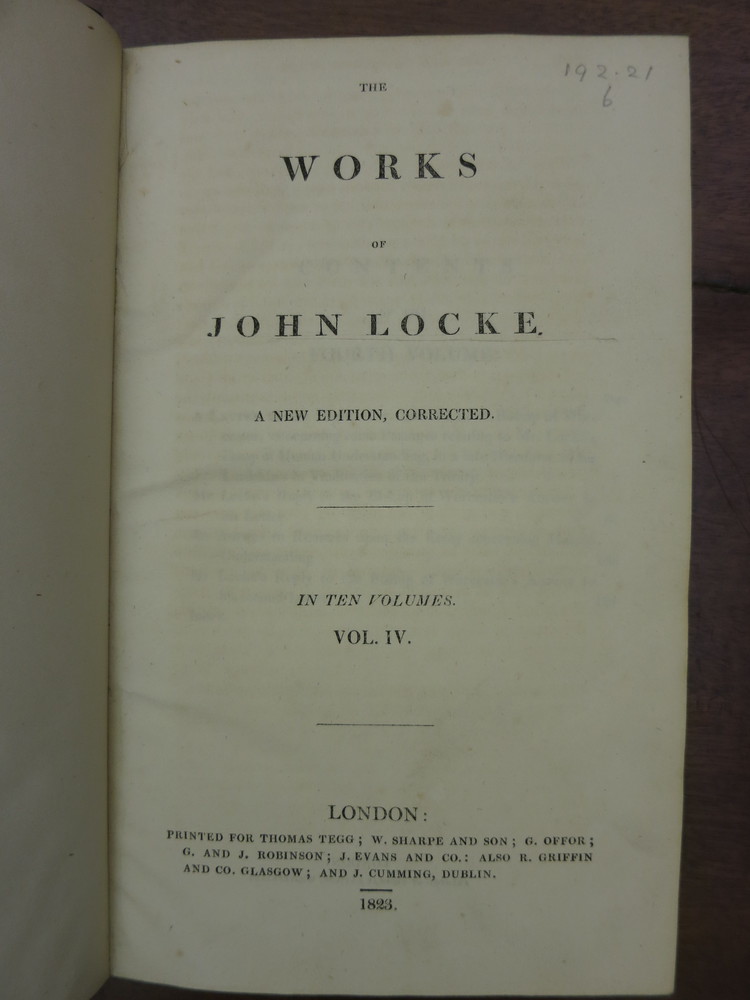 192.21
6
THE
WORKS
OF
JOHN LOCKE.
A NEW EDITION, CORRECTED.
IN TEN VOLUMES.
VOL. IV.
LONDON:
PRINTED FOR THOMAS TEGG; W. SHARPE AND SON; G. OFFOR;
G. AND J. ROBINSON; J. EVANS AND CO.: ALSO R. GRIFFIN
AND CO. GLASGOW; AND J. CUMMING, DUBLIN.
1823.